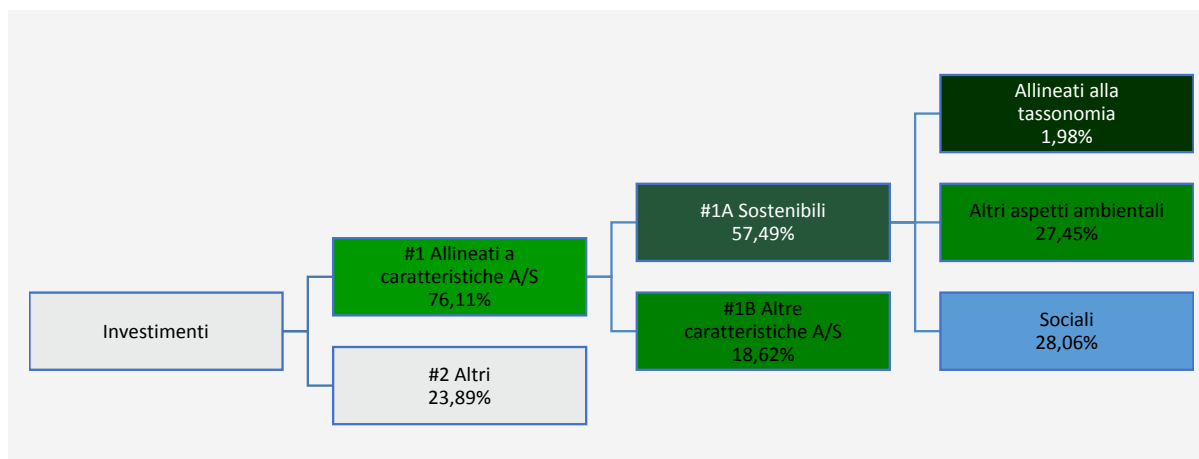 Investimenti
#1 Allineati a
caratteristiche A/S
76,11%
#2 Altri
23,89%
#1A Sostenibili
57,49%
#1B Altre
caratteristiche A/S
18,62%
Allineati alla
tassonomia
1,98%
Altri aspetti ambientali
27,45%
Sociali
28,06%